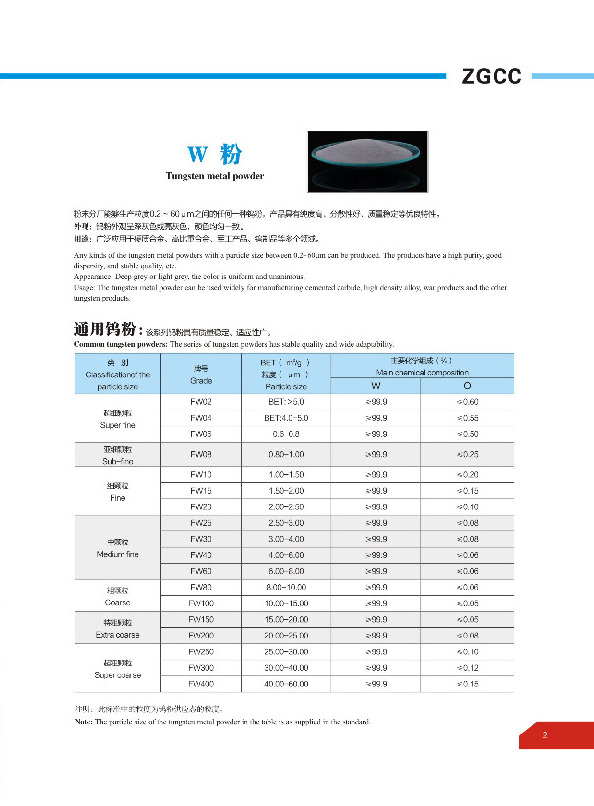 ZGCC
W 粉
Tungsten metal powder
粉末分厂能够生产粒度0.2～60μm之间的任何一种钨粉。产品具有纯度高、分散性好、质量稳定等优良特性。
外观：钨粉外观呈深灰色或亮灰色，颜色均匀一致。
用途：广泛应用于硬质合金、高比重合金、军工产品、钨制品等多个领域。
Any kinds of the tungsten metal powders with a particle size between 0.2~60um can be produced. The products have a high purity, good
dispersity, and stable quality, etc.
Appearance: Deep grey or light grey, the color is uniform and unanimous.
Usage: The tungsten metal powder can be used widely for manufacturing cemented carbide, high density alloy, war products and the other
tungsten products.
通用钨粉：该系列钨粉具有质量稳定、适应性广。
Common tungsten powders: The series of tungsten powders has stable quality and wide adaptability.
类 别 牌号 BET（ m²/g ） 主要化学组成（%）
Classificationof the Grade 粒度（ μm ） Main chemical composition
particle size Particle size W O
超细颗粒 Super fine FW02 BET:>5.0 ≥99.9 ≤0.60
FW04 BET:4.0-5.0 ≥99.9 ≤0.55
FW06 0.6-0.8 ≥99.9 ≤0.50
亚细颗粒 Sub-fine FW08 0.80-1.00 ≥99.9 ≤0.25
细颗粒 Fine FW10 1.00-1.50 ≥99.9 ≤0.20
FW15 1.50-2.00 ≥99.9 ≤0.15
FW20 2.00-2.50 ≥99.9 ≤0.10
中颗粒 Medium fine FW25 2.50-3.00 ≥99.9 ≤0.08
FW30 3.00-4.00 ≥99.9 ≤0.08
FW40 4.00-6.00 ≥99.9 ≤0.06
FW60 6.00-8.00 ≥99.9 ≤0.06
粗颗粒 Coarse FW80 8.00-10.00 ≥99.9 ≤0.06
FW100 10.00-15.00 ≥99.9 ≤0.05
特粗颗粒 Extra coarse FW150 15.00-20.00 ≥99.9 ≤0.05
FW200 20.00-25.00 ≥99.9 ≤0.08
超粗颗粒 Super coarse FW250 25.00-30.00 ≥99.9 ≤0.10
FW300 30.00-40.00 ≥99.9 ≤0.12
FW400 40.00-60.00 ≥99.9 ≤0.15
注明：此标准中的粒度为钨粉供应态的粒度。
Note: The particle size of the tungsten metal powder in the table is as supplied in the standard.
2